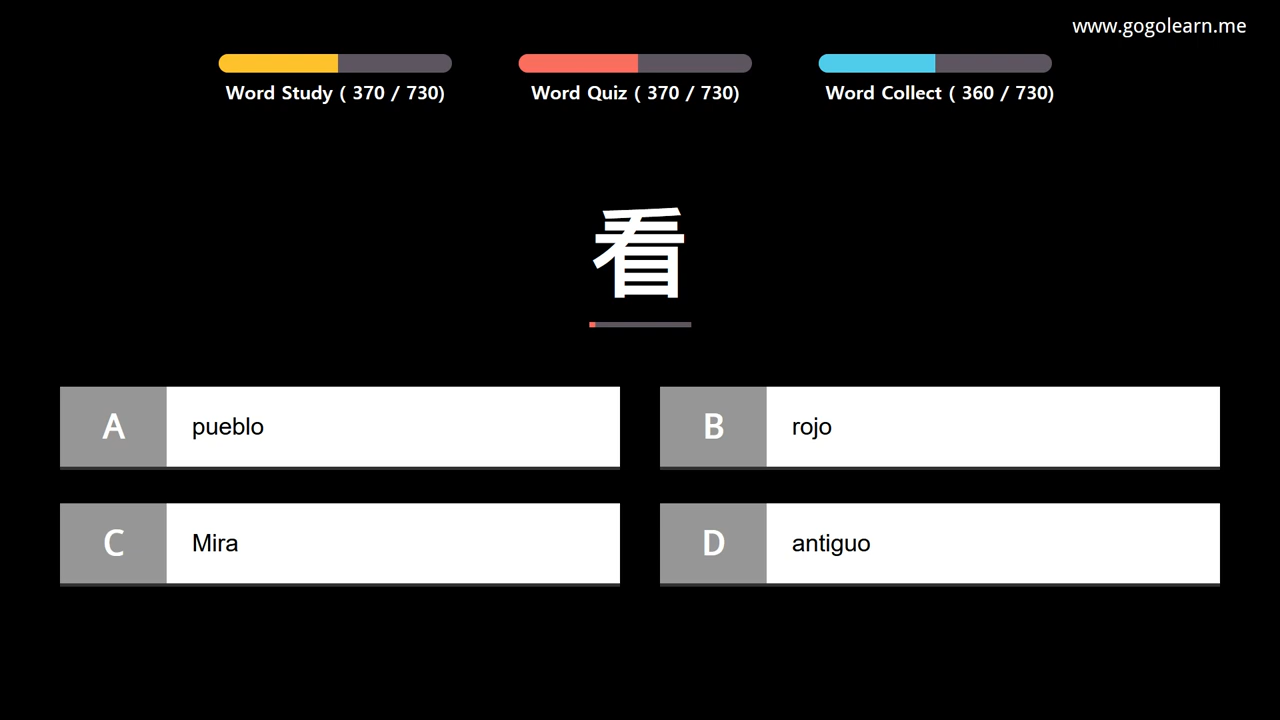 www.gogolearn.me
Word Study ( 370 / 730)
Word Quiz ( 370 / 730)
Word Collect ( 360 / 730)
看
A pueblo
B rojo
C Mira
D antiguo